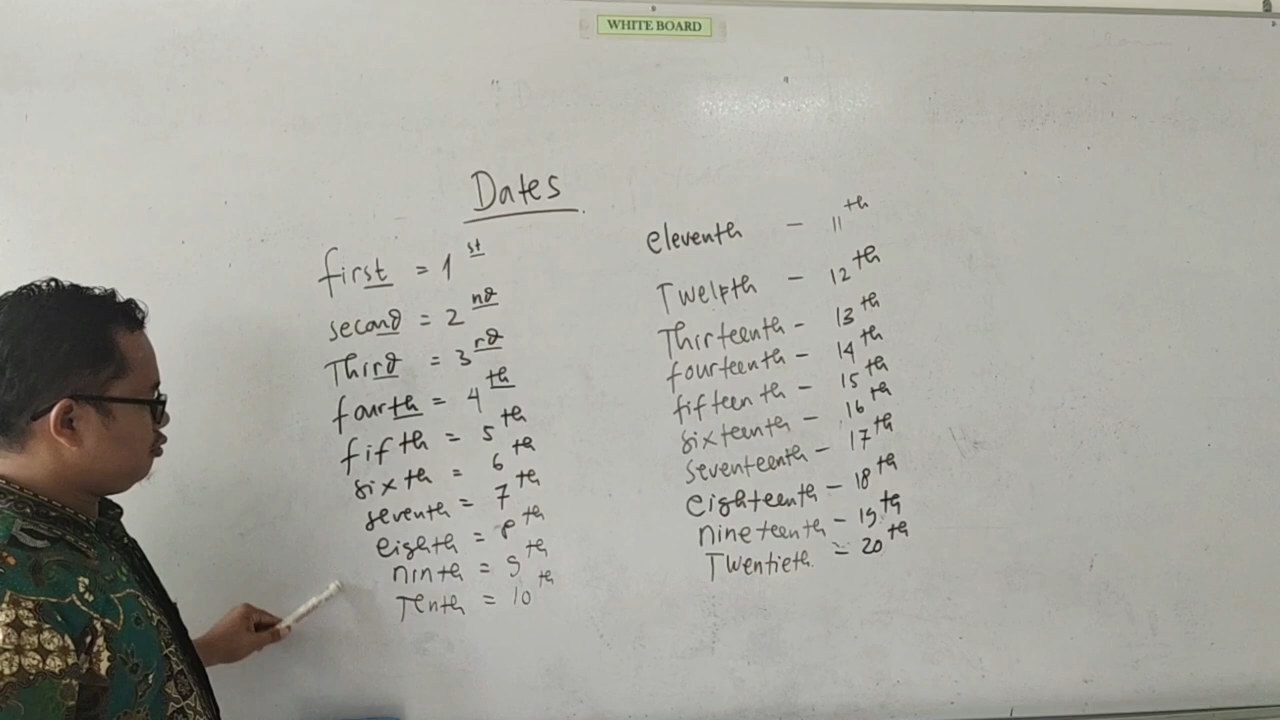 WHITE BOARD
Dates
first = 1st
second = 2nd
Third = 3rd
fourth = 4th
fifth = 5th
sixth = 6th
seventh = 7th
eighth = 8th
ninth = 9th
Tenth = 10th
eleventh - 11th
Twelpth - 12th
Thirteenth - 13th
fourteenth - 14th
fifteenth - 15th
sixteenth - 16th
seventeenth - 17th
eighteenth - 18th
nineteenth - 19th
Twentieth = 20th